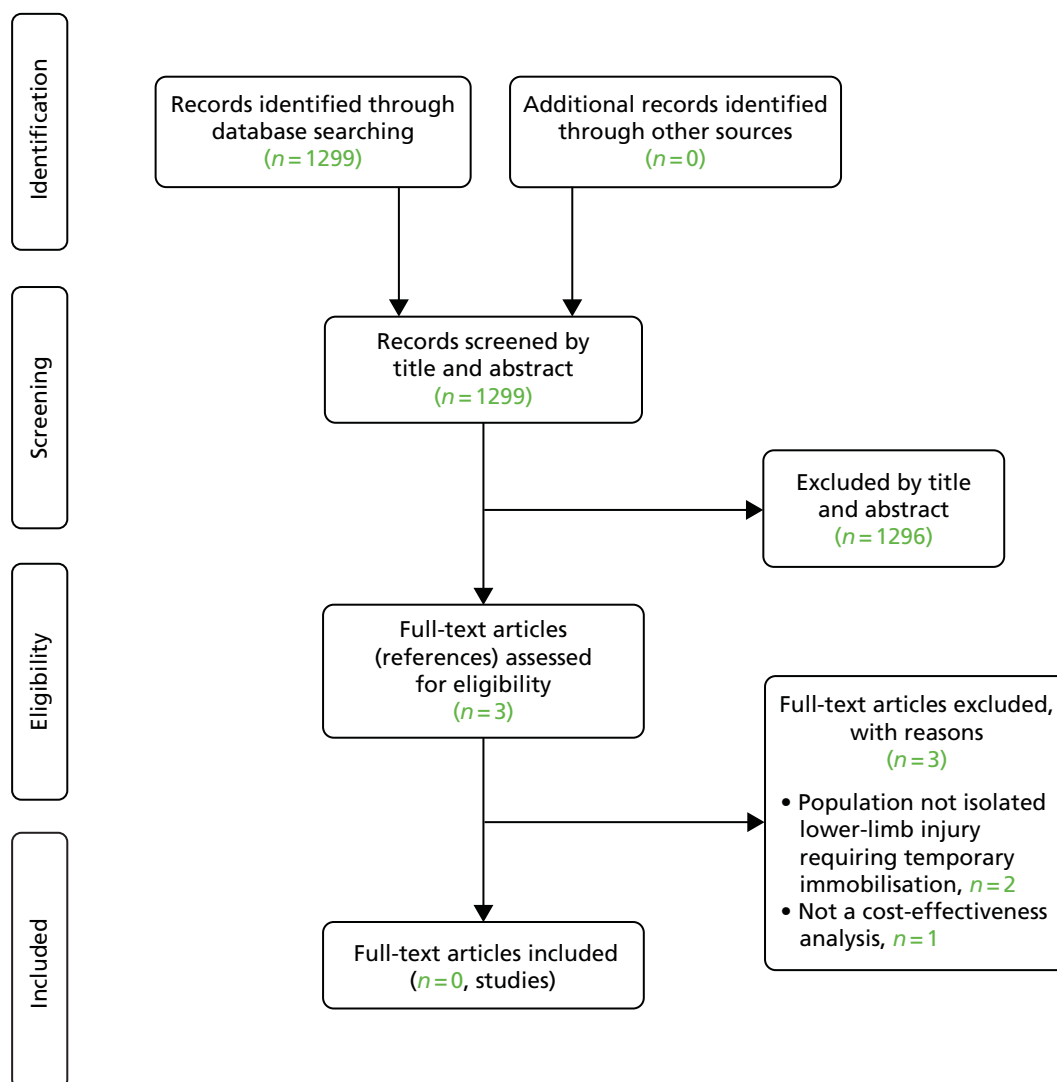 Identification
Records identified through
database searching
(n = 1299)
Additional records identified
through other sources
(n = 0)
Screening
Records screened by
title and abstract
(n = 1299)
Excluded by title
and abstract
(n = 1296)
Eligibility
Full-text articles
(references) assessed
for eligibility
(n = 3)
Full-text articles excluded,
with reasons
(n = 3)
• Population not isolated
lower-limb injury
requiring temporary
immobilisation, n = 2
• Not a cost-effectiveness
analysis, n = 1
Included
Full-text articles included
(n = 0, studies)